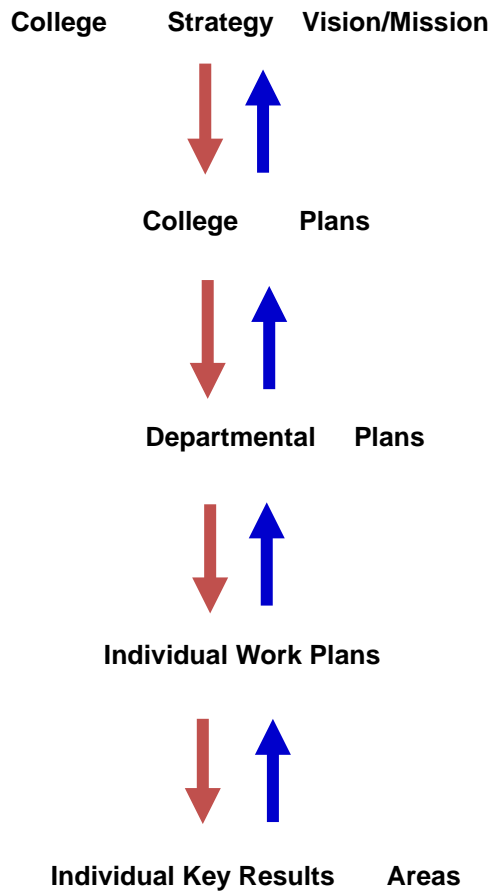 College Strategy Vision/Mission
College Plans
Departmental Plans
Individual Work Plans
Individual Key Results Areas